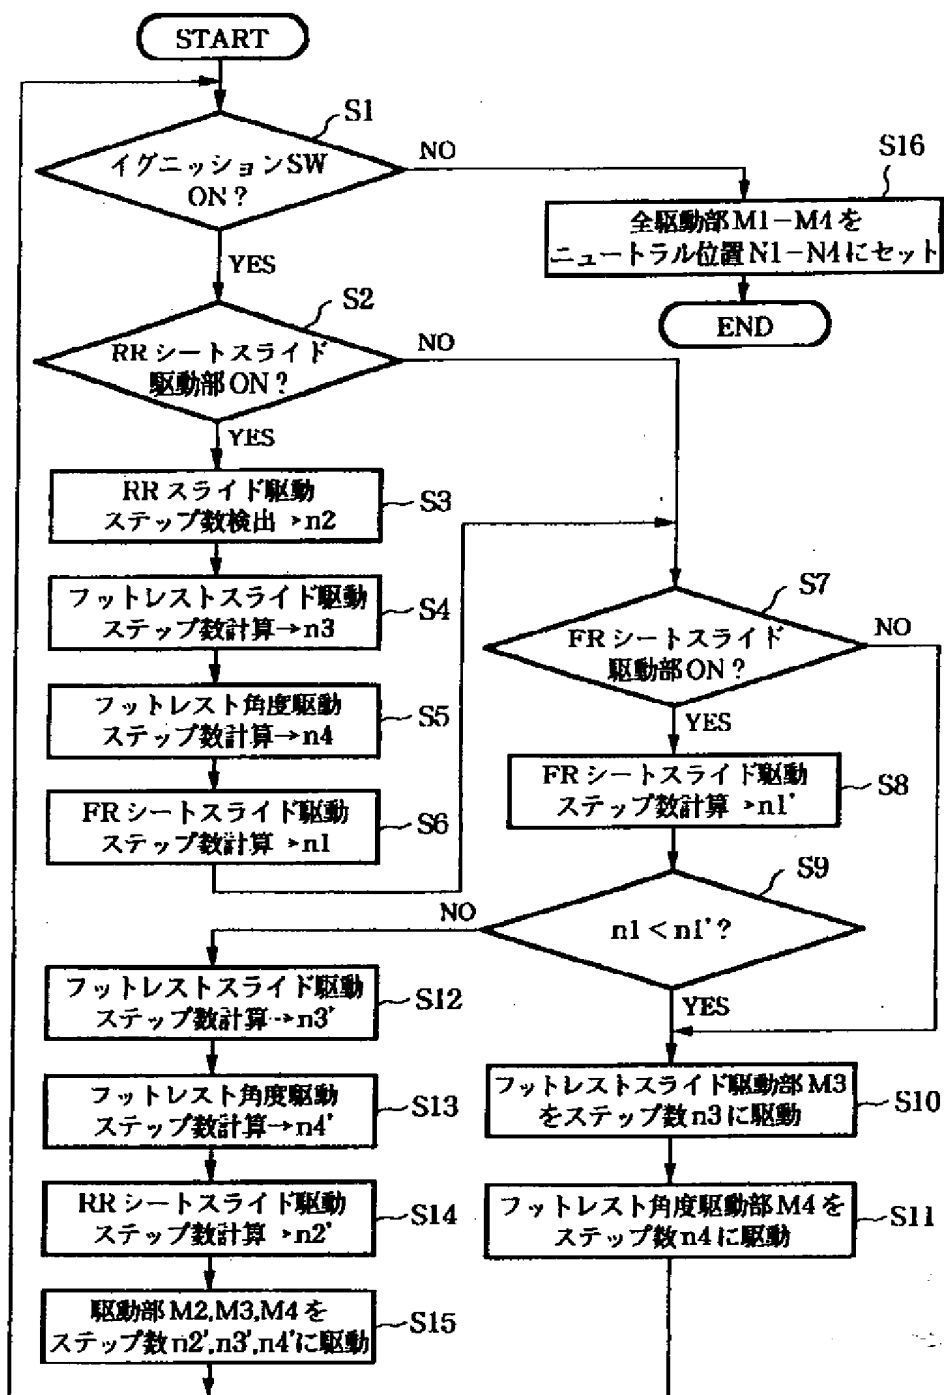 START
S1
イグニッションSW
ON?
NO
YES
S16
全駆動部M1-M4を
ニュートラル位置N1-N4にセット
END
S2
RRシートスライド
駆動部ON?
NO
YES
RRスライド駆動
ステップ数検出→n2
S3
フットレストスライド駆動
ステップ数計算→n3
S4
フットレスト角度駆動
ステップ数計算→n4
S5
FRシートスライド駆動
ステップ数計算→n1
S6
S7
FRシートスライド
駆動部ON?
NO
YES
FRシートスライド駆動
ステップ数計算→n1'
S8
S9
n1<n1'?
NO
YES
フットレストスライド駆動
ステップ数計算→n3'
S12
フットレスト角度駆動
ステップ数計算→n4'
S13
RRシートスライド駆動
ステップ数計算→n2'
S14
駆動部M2,M3,M4を
ステップ数n2',n3',n4'に駆動
S15
フットレストスライド駆動部M3
をステップ数n3に駆動
S10
フットレスト角度駆動部M4を
ステップ数n4に駆動
S11